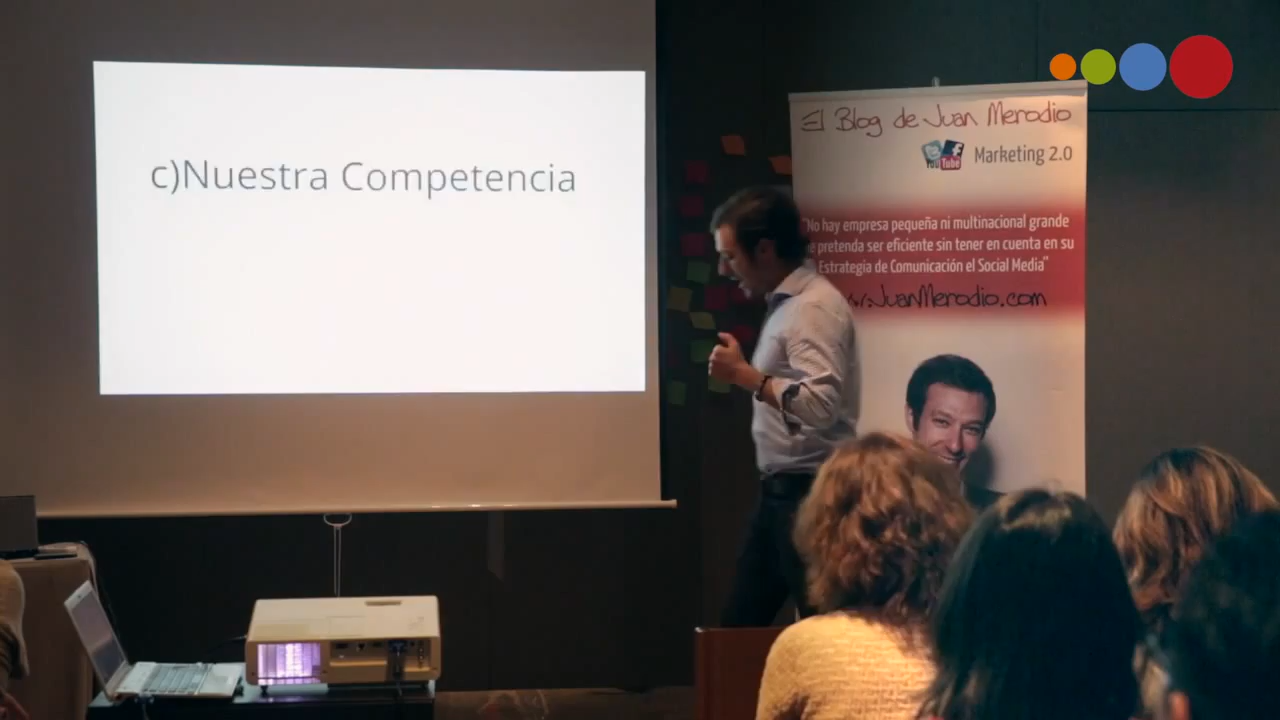 c)Nuestra Competencia
El Blog de Juan Merodio
YouTube
Marketing 2.0
"No hay empresa pequeña ni multinacional grande
pretenda ser eficiente sin tener en cuenta en su
Estrategia de Comunicación el Social Media"
JuanMerodio.com